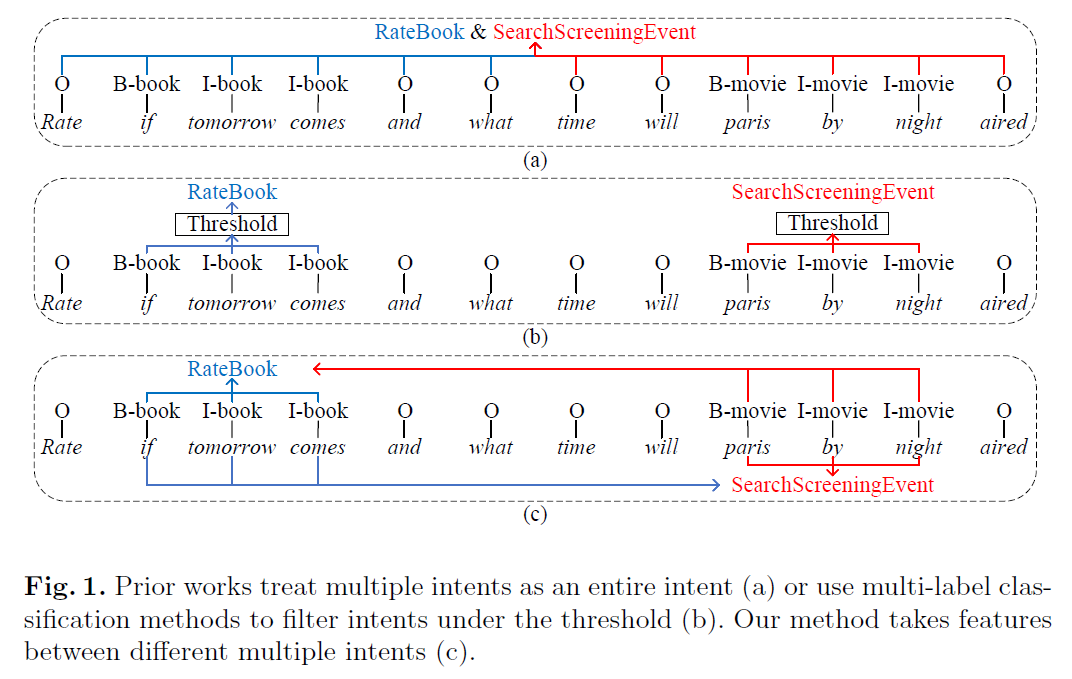 RateBook & SearchScreeningEvent
O B-book I-book I-book O O O O B-movie I-movie I-movie O
Rate if tomorrow comes and what time will paris by night aired
(a)
RateBook SearchScreeningEvent
Threshold Threshold
O B-book I-book I-book O O O O B-movie I-movie I-movie O
Rate if tomorrow comes and what time will paris by night aired
(b)
RateBook
O B-book I-book I-book O O O O B-movie I-movie I-movie O
Rate if tomorrow comes and what time will paris by night aired
SearchScreeningEvent
(c)
Fig. 1. Prior works treat multiple intents as an entire intent (a) or use multi-label clas-
sification methods to filter intents under the threshold (b). Our method takes features
between different multiple intents (c).